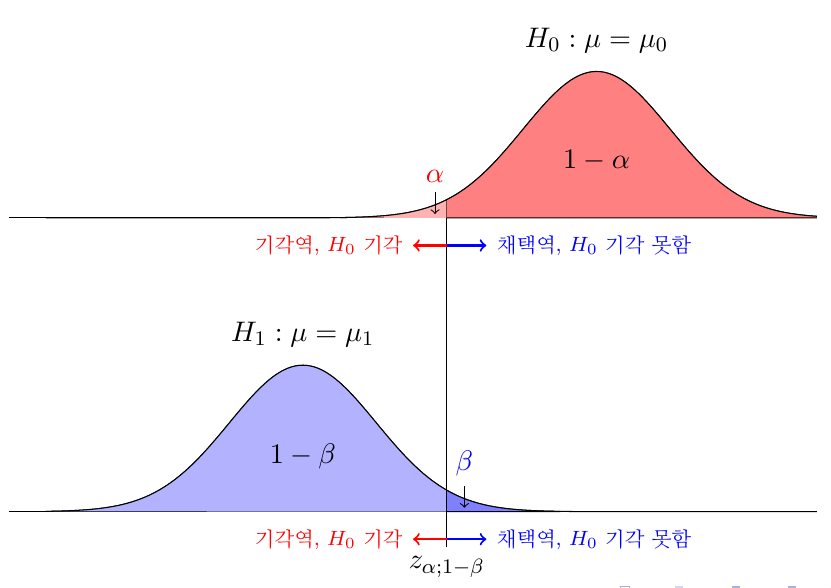 H₀ : μ = μ₀
1 − α
α
기각역, H₀ 기각
채택역, H₀ 기각 못함
H₁ : μ = μ₁
1 − β
β
기각역, H₀ 기각
채택역, H₀ 기각 못함
z_{α;1−β}